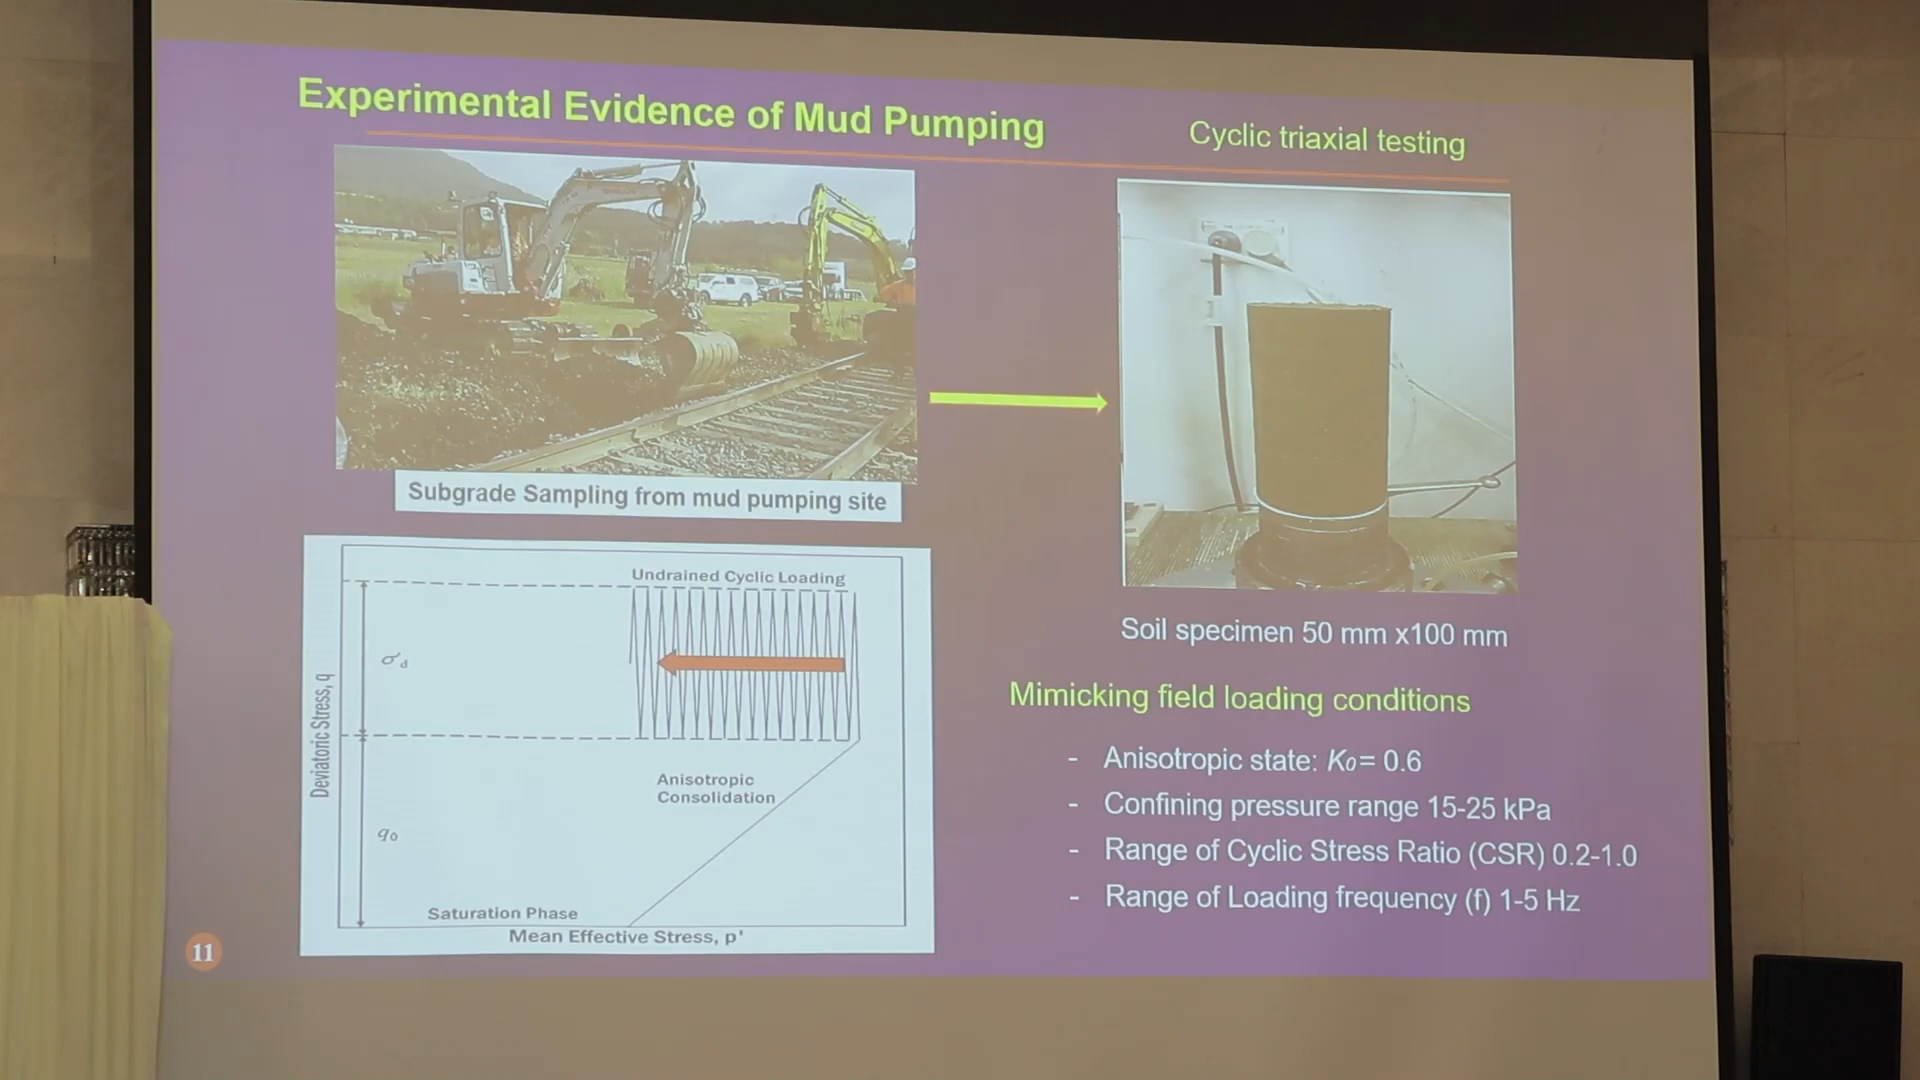 Experimental Evidence of Mud Pumping
Cyclic triaxial testing
Subgrade Sampling from mud pumping site
Undrained Cyclic Loading
σd
Deviatoric Stress, q
Anisotropic
Consolidation
q0
Saturation Phase
Mean Effective Stress, p'
11
Soil specimen 50 mm x100 mm
Mimicking field loading conditions
- Anisotropic state: K0= 0.6
- Confining pressure range 15-25 kPa
- Range of Cyclic Stress Ratio (CSR) 0.2-1.0
- Range of Loading frequency (f) 1-5 Hz